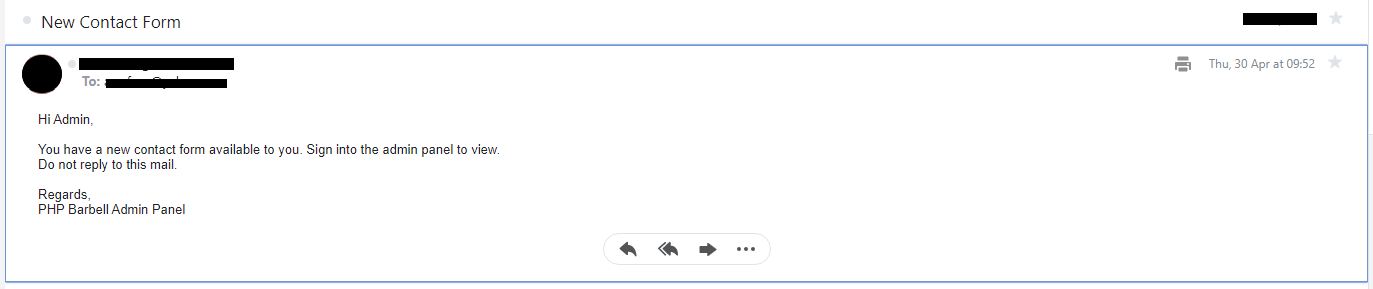 New Contact Form
To:
Thu, 30 Apr at 09:52
Hi Admin,
You have a new contact form available to you. Sign into the admin panel to view.
Do not reply to this mail.
Regards,
PHP Barbell Admin Panel